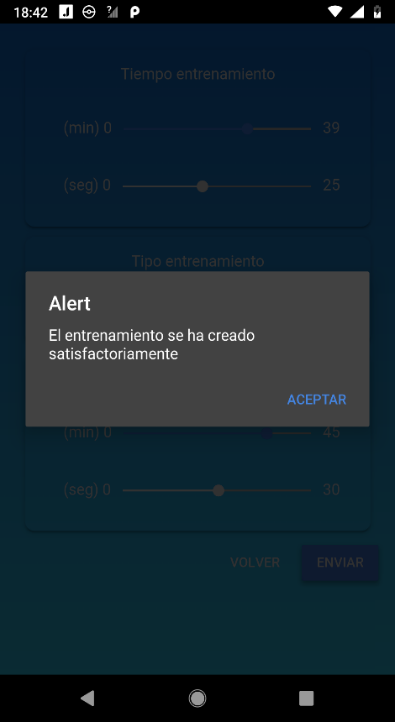 18:42
Tiempo entrenamiento
(min) 0 39
(seg) 0 25
Tipo entrenamiento
Alert
El entrenamiento se ha creado
satisfactoriamente
ACEPTAR
(min) 0 45
(seg) 0 30
VOLVER ENVIAR